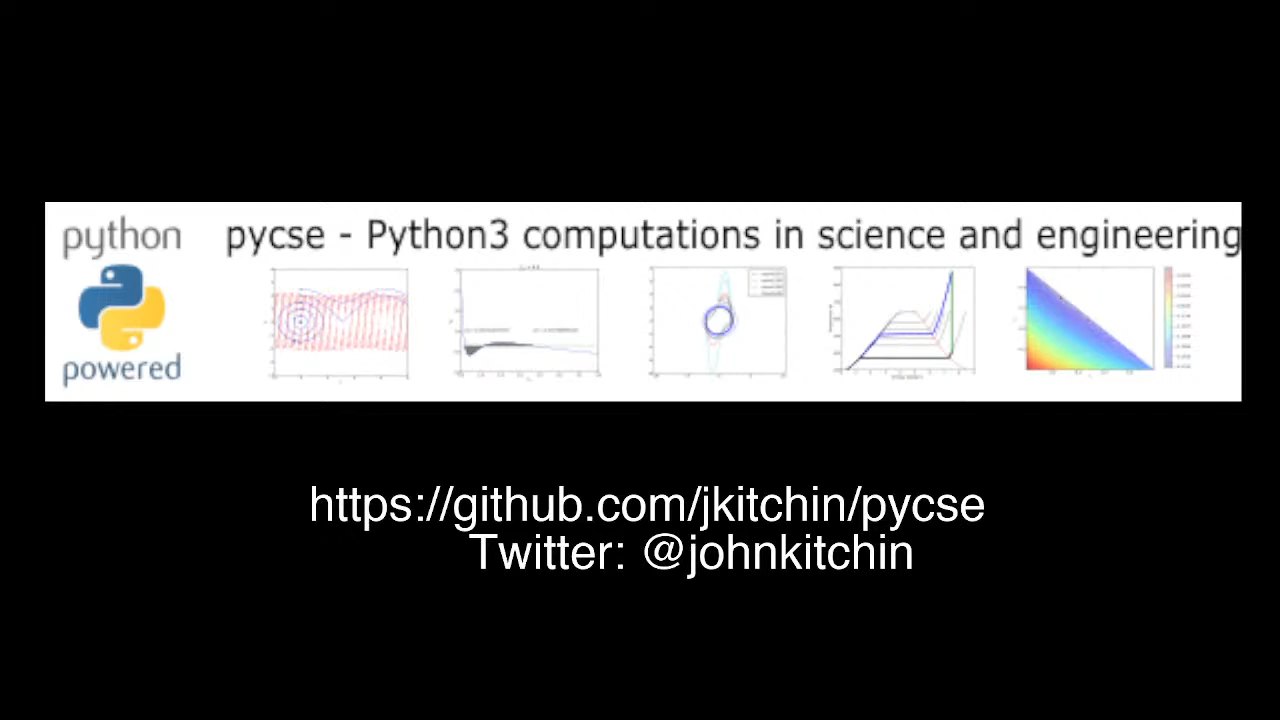 python
pycse - Python3 computations in science and engineering
powered
https://github.com/jkitchin/pycse
Twitter: @johnkitchin